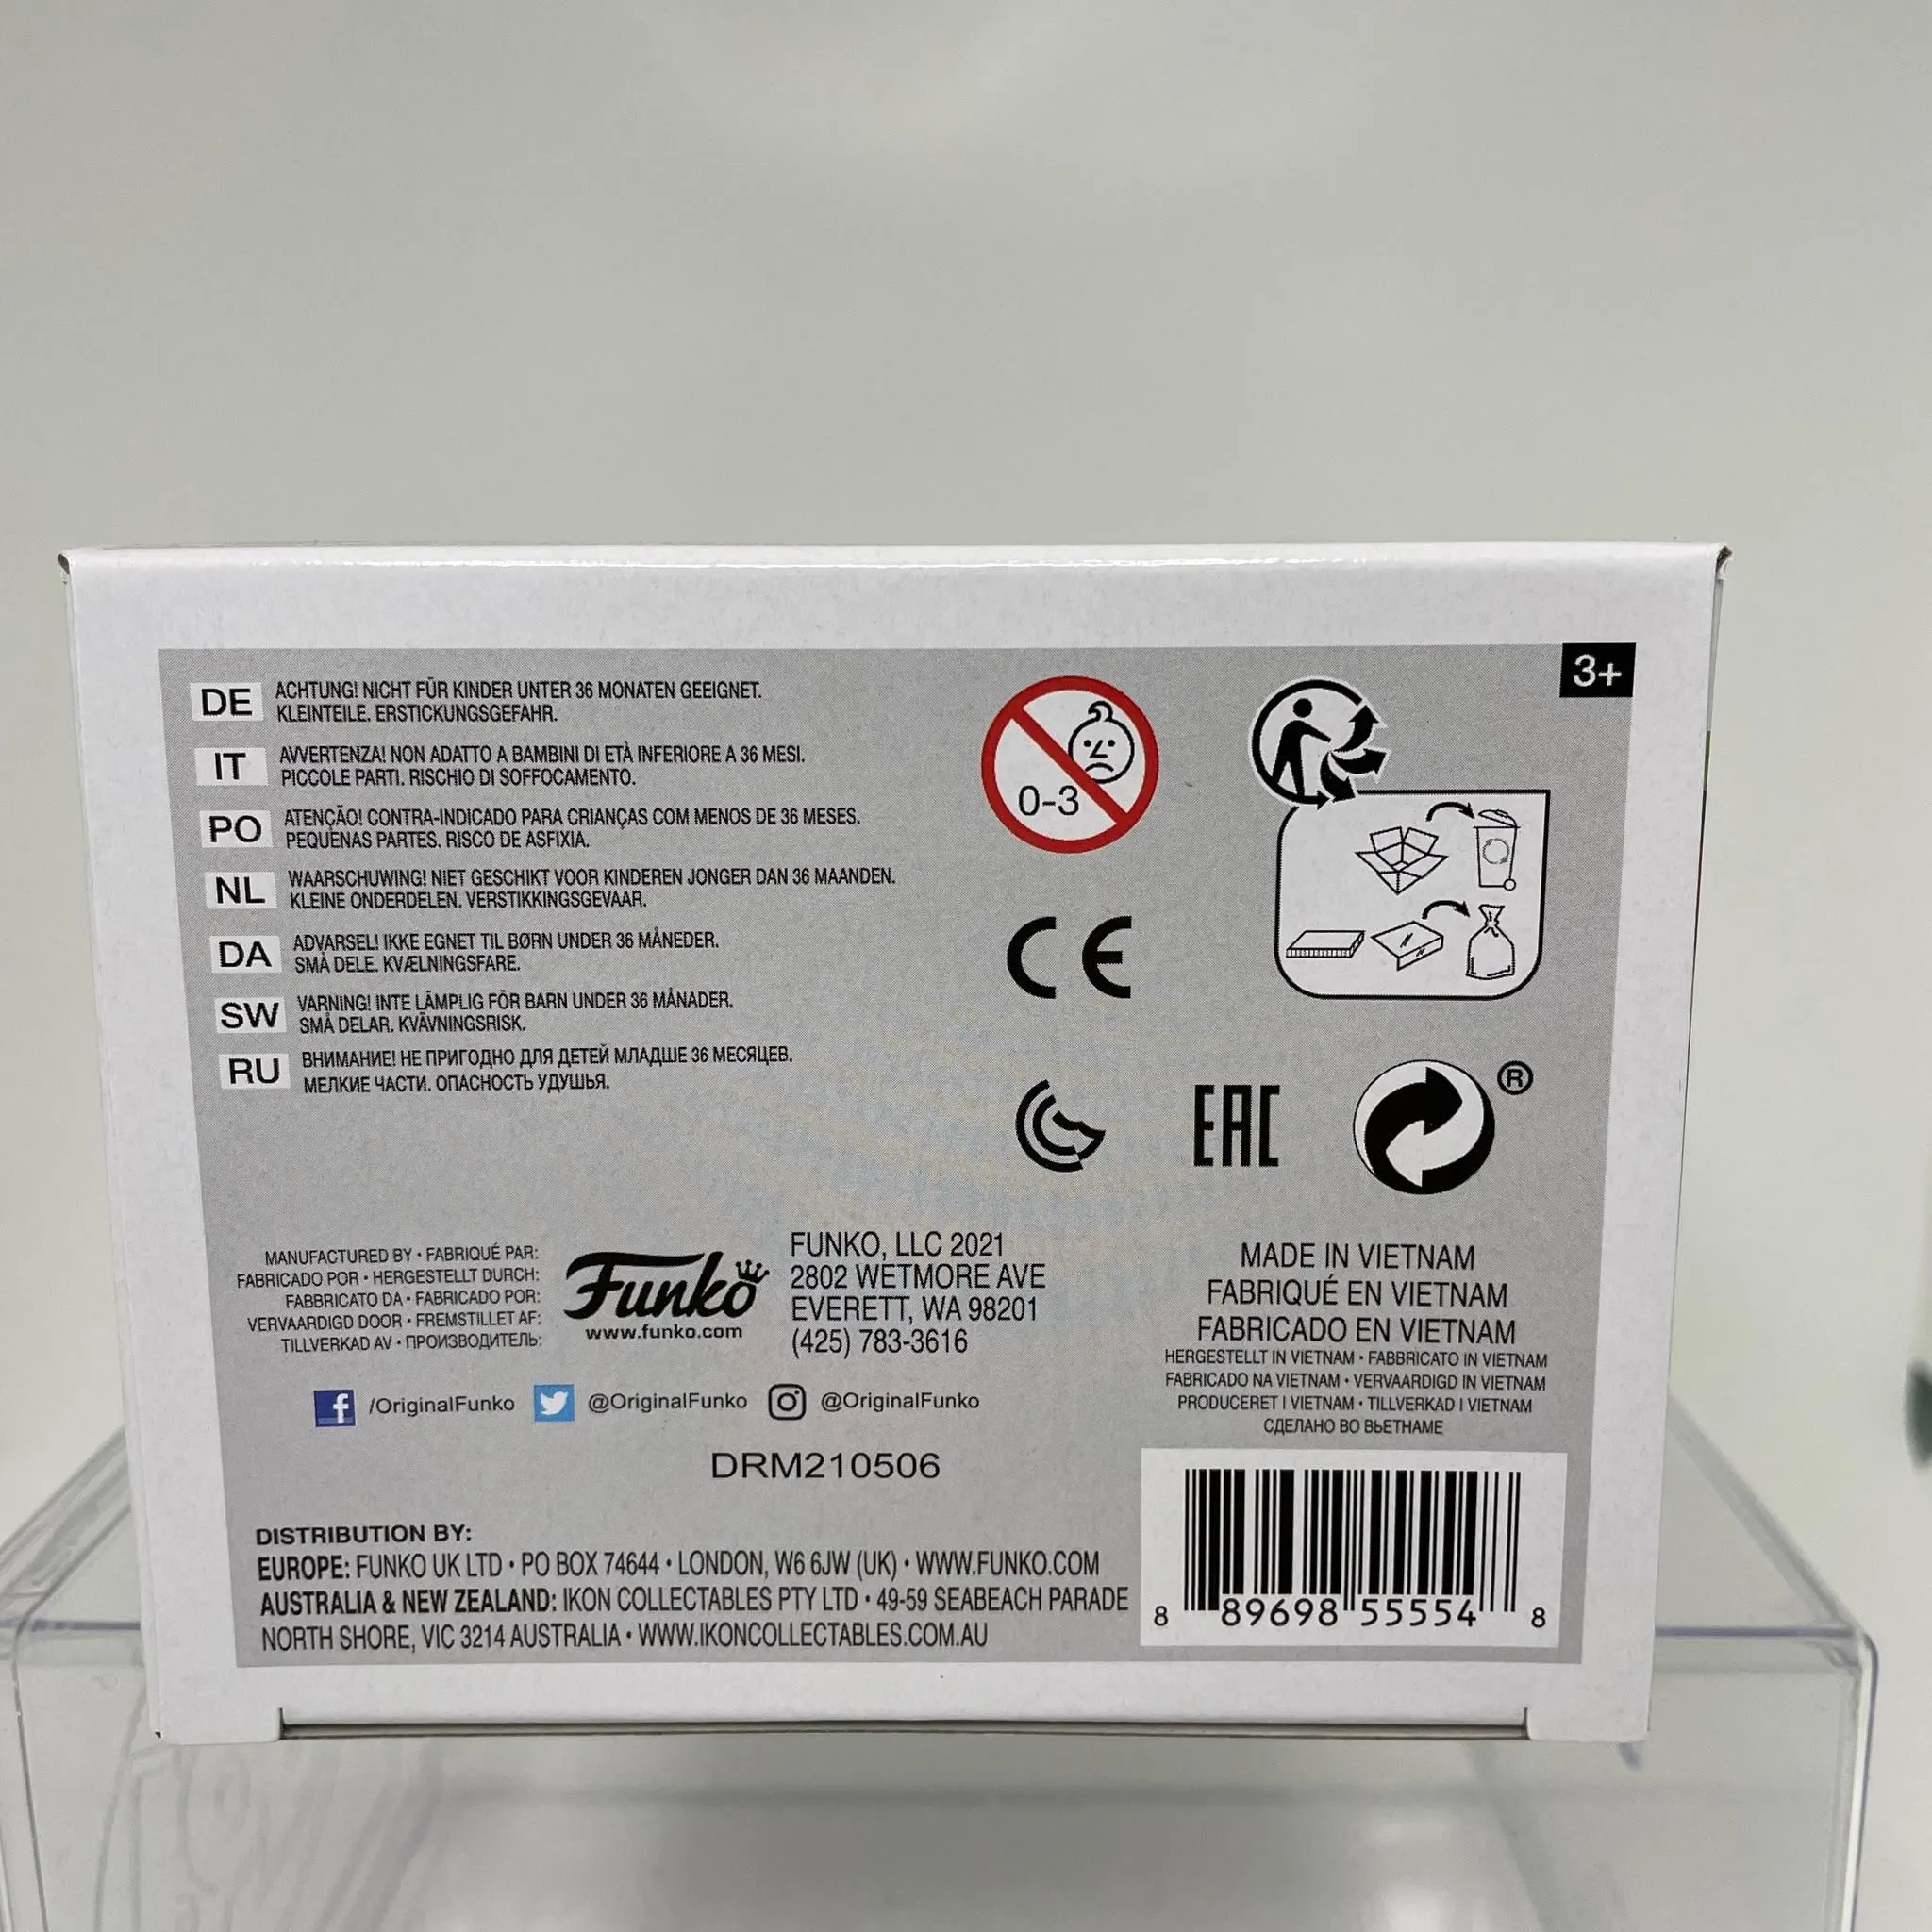 3+
DE
ACHTUNG! NICHT FÜR KINDER UNTER 36 MONATEN GEEIGNET.
KLEINTEILE. ERSTICKUNGSGEFAHR.
IT
AVVERTENZA! NON ADATTO A BAMBINI DI ETÀ INFERIORE A 36 MESI.
PICCOLE PARTI. RISCHIO DI SOFFOCAMENTO.
PO
ATENÇÃO! CONTRA-INDICADO PARA CRIANÇAS COM MENOS DE 36 MESES.
PEQUENAS PARTES. RISCO DE ASFIXIA.
NL
WAARSCHUWING! NIET GESCHIKT VOOR KINDEREN JONGER DAN 36 MAANDEN.
KLEINE ONDERDELEN. VERSTIKKINGSGEVAAR.
DA
ADVARSEL! IKKE EGNET TIL BØRN UNDER 36 MÅNEDER.
SMÅ DELE. KVÆLNINGSFARE.
SW
VARNING! INTE LÄMPLIG FÖR BARN UNDER 36 MÅNADER.
SMÅ DELAR. KVÄVNINGSRISK.
RU
ВНИМАНИЕ! НЕ ПРИГОДНО ДЛЯ ДЕТЕЙ МЛАДШЕ 36 МЕСЯЦЕВ.
МЕЛКИЕ ЧАСТИ. ОПАСНОСТЬ УДУШЬЯ.
0-3
CE
EAC
®
MANUFACTURED BY • FABRIQUÉ PAR:
FABRICADO POR • HERGESTELLT DURCH:
FABBRICATO DA • FABRICADO POR:
VERVAARDIGD DOOR • FREMSTILLET AF:
TILLVERKAD AV • ПРОИЗВОДИТЕЛЬ:
Funko
www.funko.com
FUNKO, LLC 2021
2802 WETMORE AVE
EVERETT, WA 98201
(425) 783-3616
MADE IN VIETNAM
FABRIQUÉ EN VIETNAM
FABRICADO EN VIETNAM
HERGESTELLT IN VIETNAM • FABBRICATO IN VIETNAM
FABRICADO NA VIETNAM • VERVAARDIGD IN VIETNAM
PRODUCERET I VIETNAM • TILLVERKAD I VIETNAM
СДЕЛАНО ВО ВЬЕТНАМЕ
f /OriginalFunko @OriginalFunko @OriginalFunko
DRM210506
DISTRIBUTION BY:
EUROPE: FUNKO UK LTD • PO BOX 74644 • LONDON, W6 6JW (UK) • WWW.FUNKO.COM
AUSTRALIA & NEW ZEALAND: IKON COLLECTABLES PTY LTD • 49-59 SEABEACH PARADE
NORTH SHORE, VIC 3214 AUSTRALIA • WWW.IKONCOLLECTABLES.COM.AU
8 89698 55554 8